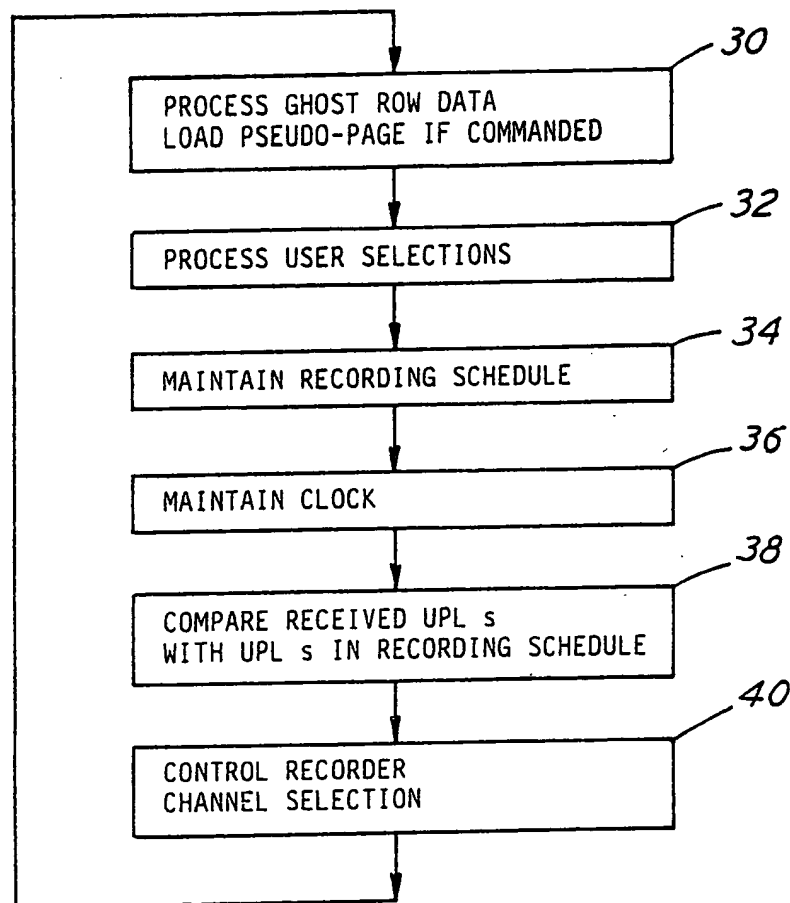 30
PROCESS GHOST ROW DATA
LOAD PSEUDO-PAGE IF COMMANDED
32
PROCESS USER SELECTIONS
34
MAINTAIN RECORDING SCHEDULE
36
MAINTAIN CLOCK
38
COMPARE RECEIVED UPL s
WITH UPL s IN RECORDING SCHEDULE
40
CONTROL RECORDER
CHANNEL SELECTION